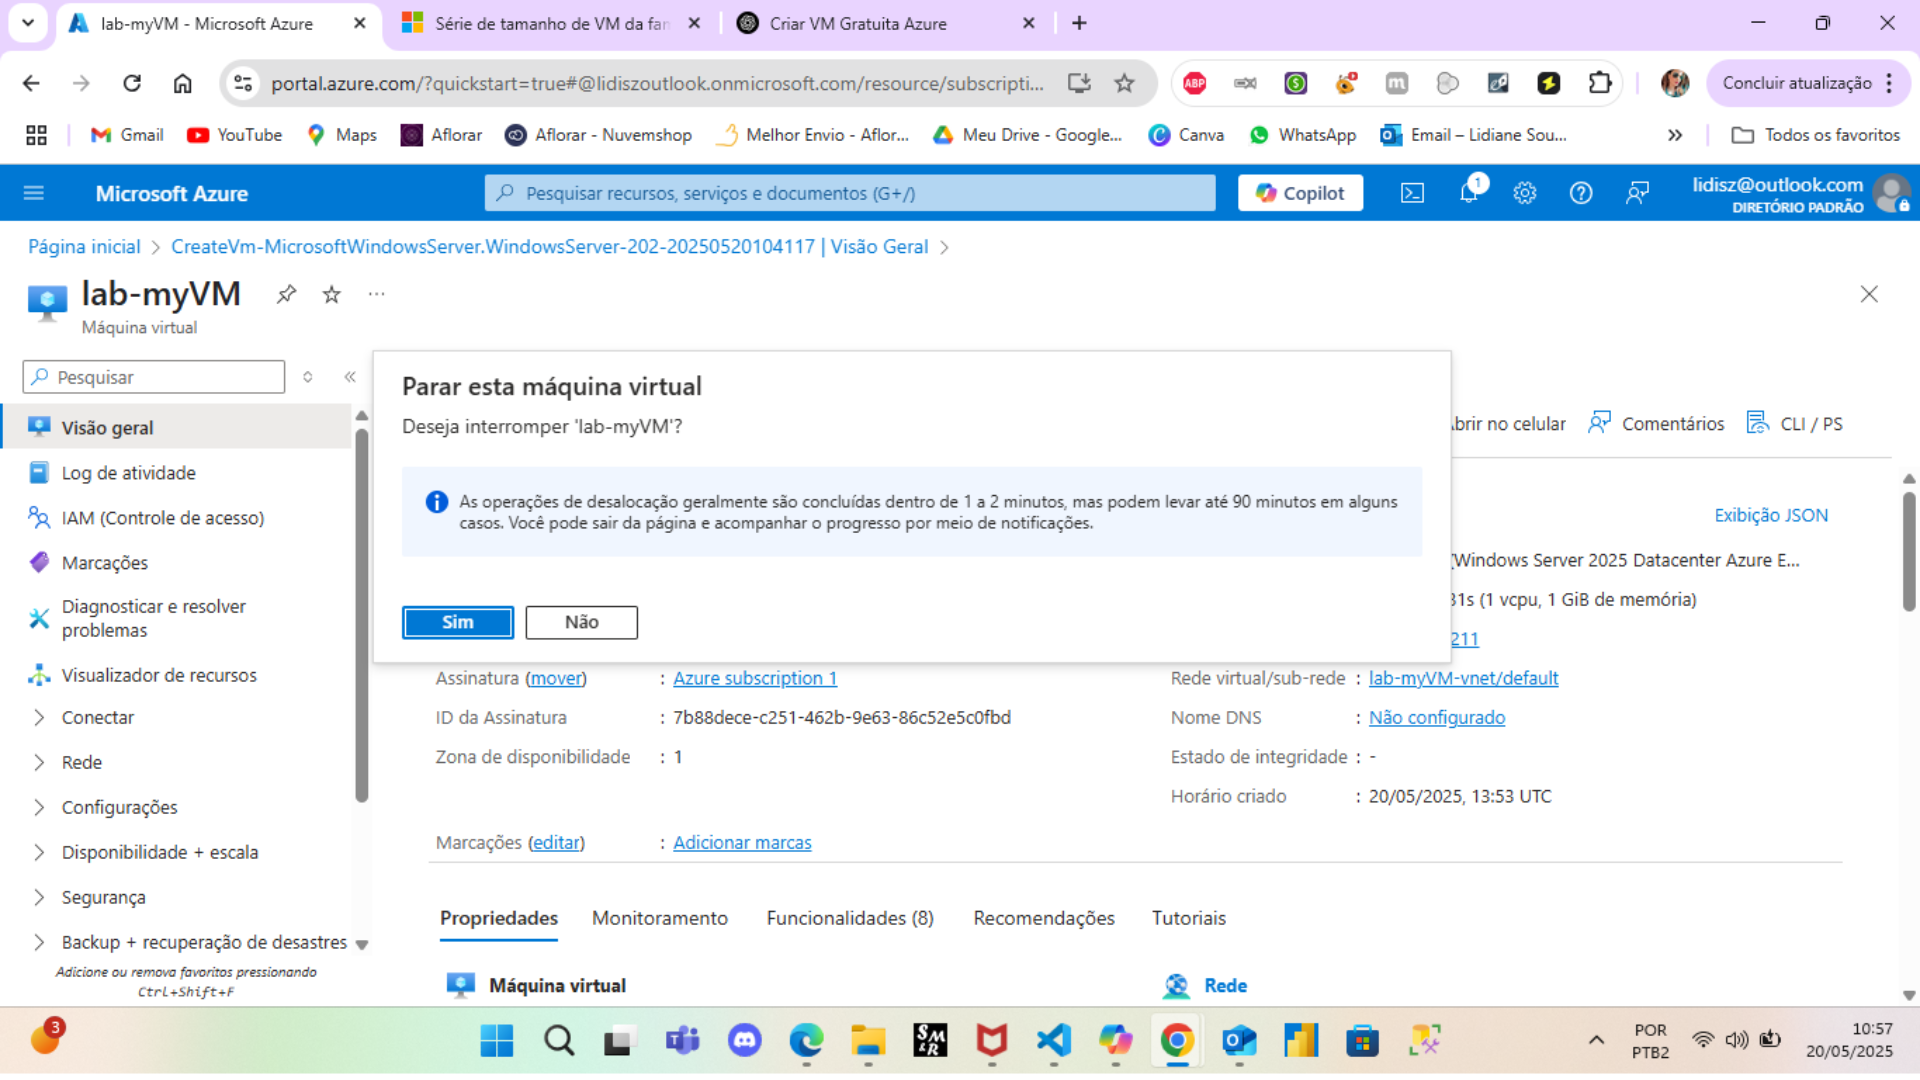 lab-myVM - Microsoft Azure
Série de tamanho de VM da fam
Criar VM Gratuita Azure
portal.azure.com/?quickstart=true#@lidiszoutlook.onmicrosoft.com/resource/subscripti...
ABP
Concluir atualização
Gmail
YouTube
Maps
Aflorar
Aflorar - Nuvemshop
Melhor Envio - Aflor...
Meu Drive - Google...
Canva
WhatsApp
Email – Lidiane Sou...
Todos os favoritos
Microsoft Azure
Pesquisar recursos, serviços e documentos (G+/)
Copilot
1
lidisz@outlook.com
DIRETÓRIO PADRÃO
Página inicial > CreateVm-MicrosoftWindowsServer.WindowsServer-202-20250520104117 | Visão Geral >
lab-myVM
Máquina virtual
Pesquisar
Visão geral
Log de atividade
IAM (Controle de acesso)
Marcações
Diagnosticar e resolver
problemas
Visualizador de recursos
Conectar
Rede
Configurações
Disponibilidade + escala
Segurança
Backup + recuperação de desastres
Adicione ou remova favoritos pressionando
Ctrl+Shift+F
Parar esta máquina virtual
Deseja interromper 'lab-myVM'?
As operações de desalocação geralmente são concluídas dentro de 1 a 2 minutos, mas podem levar até 90 minutos em alguns
casos. Você pode sair da página e acompanhar o progresso por meio de notificações.
Sim
Não
brir no celular
Comentários
CLI / PS
Exibição JSON
(Windows Server 2025 Datacenter Azure E...
31s (1 vcpu, 1 GiB de memória)
211
Assinatura (mover) : Azure subscription 1
Rede virtual/sub-rede : lab-myVM-vnet/default
ID da Assinatura : 7b88dece-c251-462b-9e63-86c52e5c0fbd
Nome DNS : Não configurado
Zona de disponibilidade : 1
Estado de integridade : -
Horário criado : 20/05/2025, 13:53 UTC
Marcações (editar) : Adicionar marcas
Propriedades
Monitoramento
Funcionalidades (8)
Recomendações
Tutoriais
Máquina virtual
Rede
3
SM
&R
POR
PTB2
10:57
20/05/2025